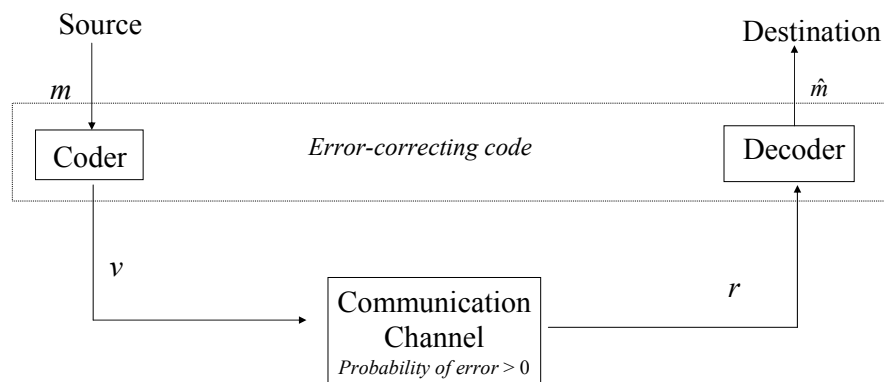 Source
Destination
m
m̂
Coder
Error-correcting code
Decoder
v
r
Communication
Channel
Probability of error > 0